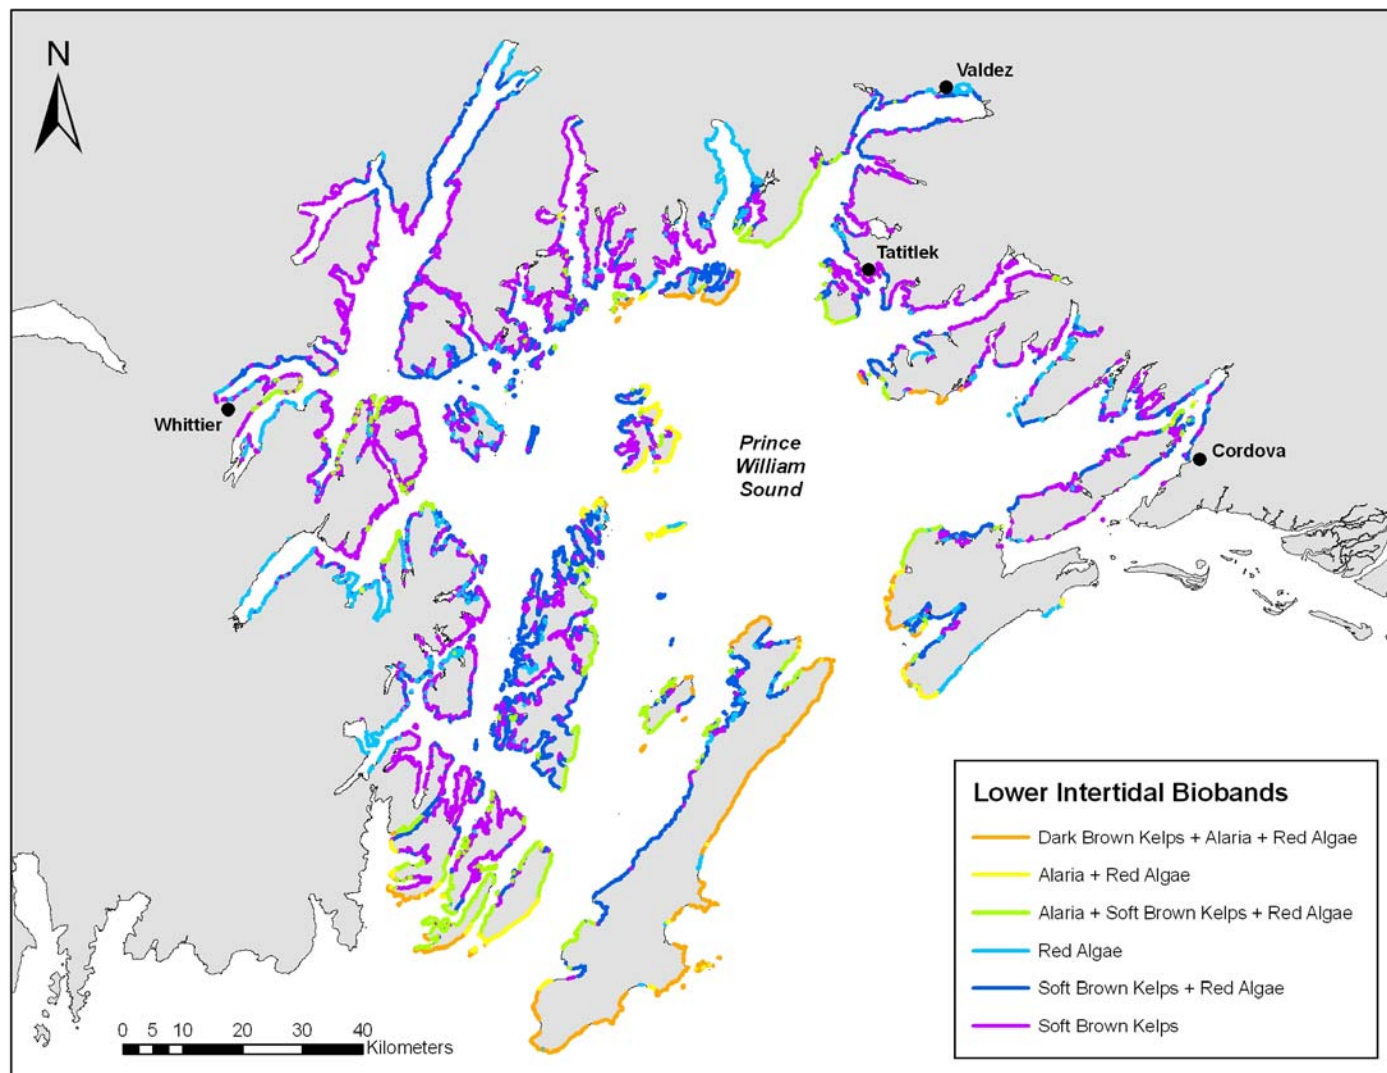 N
Valdez
Tatitlek
Whittier
Prince
William
Sound
Cordova
Lower Intertidal Biobands
Dark Brown Kelps + Alaria + Red Algae
Alaria + Red Algae
Alaria + Soft Brown Kelps + Red Algae
Red Algae
Soft Brown Kelps + Red Algae
Soft Brown Kelps
0 5 10 20 30 40
Kilometers